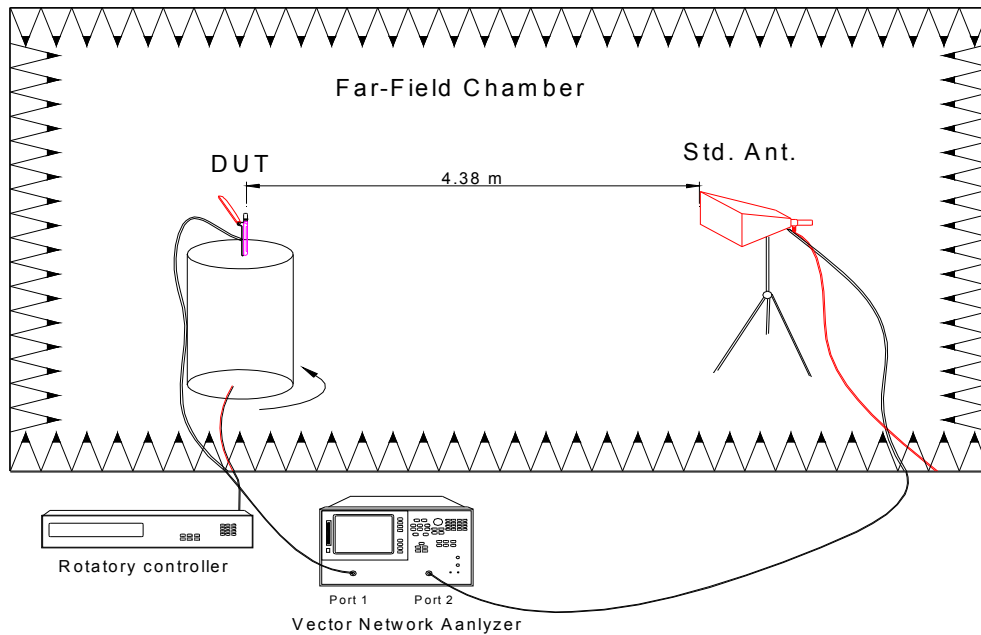 Far-Field Chamber
DUT
Std. Ant.
4.38 m
Rotatory controller
Port 1
Port 2
Vector Network Aanlyzer